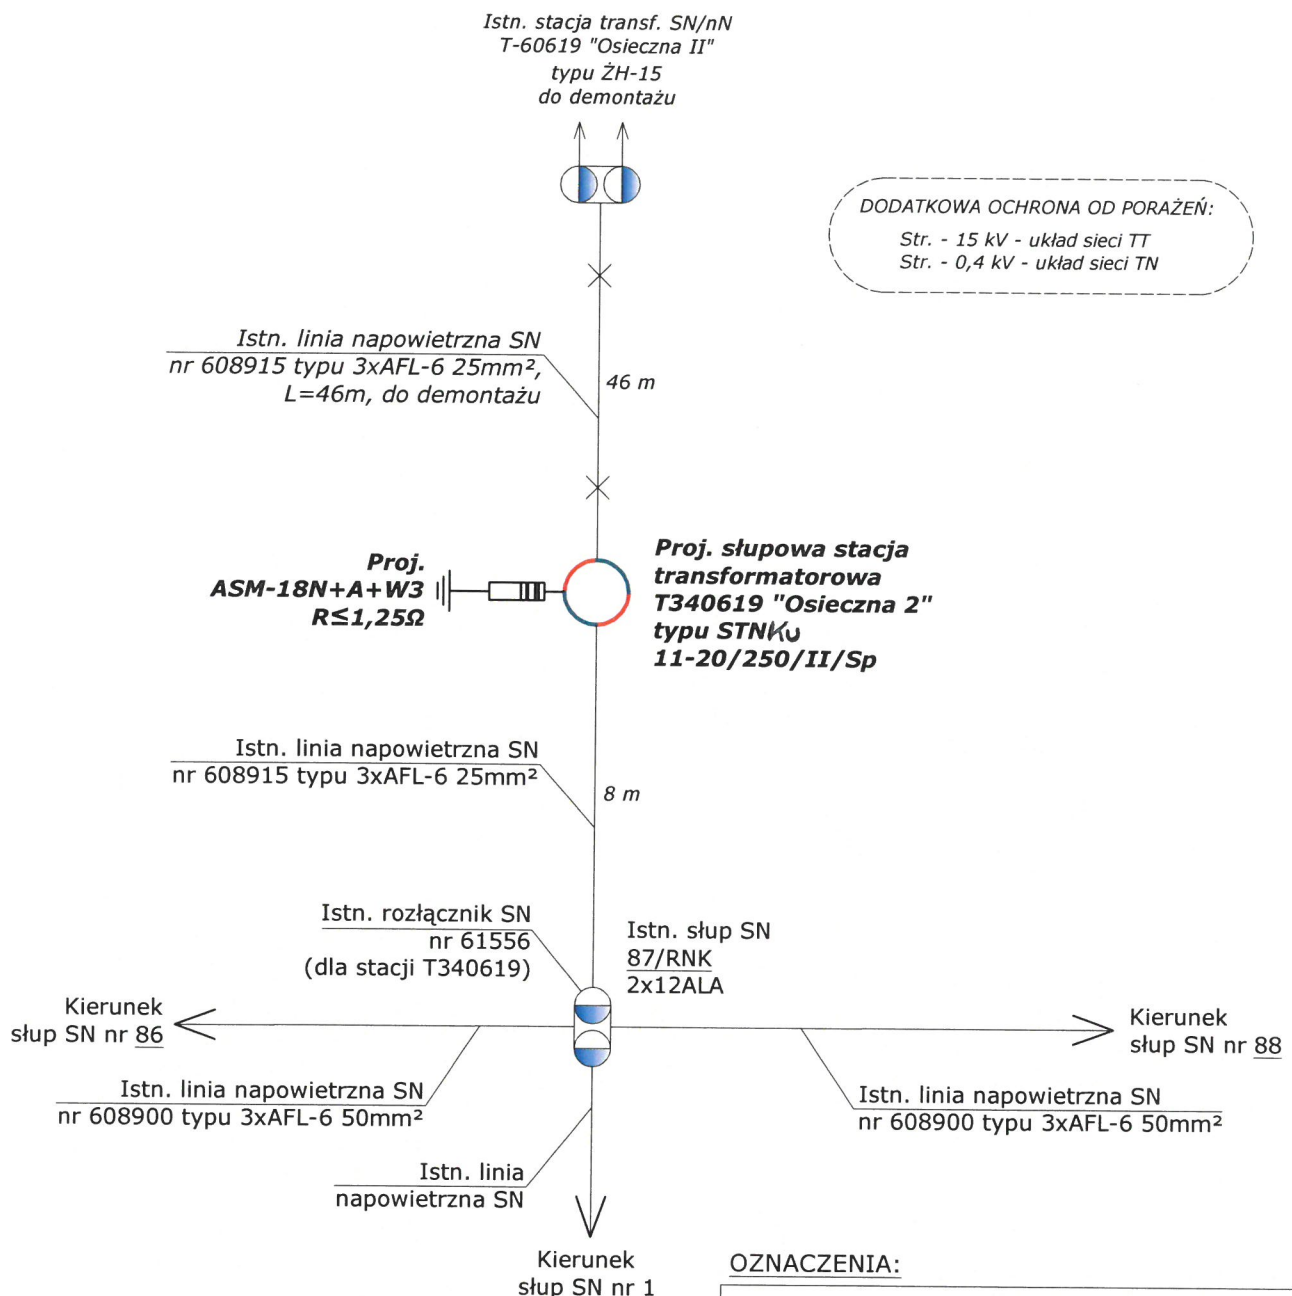 Istn. stacja transf. SN/nN
T-60619 "Osieczna II"
typu ŻH-15
do demontażu
DODATKOWA OCHRONA OD PORAŻEŃ:
Str. - 15 kV - układ sieci TT
Str. - 0,4 kV - układ sieci TN
Istn. linia napowietrzna SN
nr 608915 typu 3xAFL-6 25mm²,
L=46m, do demontażu
46 m
Proj.
ASM-18N+A+W3
R≤1,25Ω
Proj. słupowa stacja
transformatorowa
T340619 "Osieczna 2"
typu STNKu
11-20/250/II/Sp
Istn. linia napowietrzna SN
nr 608915 typu 3xAFL-6 25mm²
8 m
Istn. rozłącznik SN
nr 61556
(dla stacji T340619)
Istn. słup SN
87/RNK
2x12ALA
Kierunek
słup SN nr 86
Kierunek
słup SN nr 88
Istn. linia napowietrzna SN
nr 608900 typu 3xAFL-6 50mm²
Istn. linia napowietrzna SN
nr 608900 typu 3xAFL-6 50mm²
Istn. linia
napowietrzna SN
Kierunek
słup SN nr 1
OZNACZENIA: